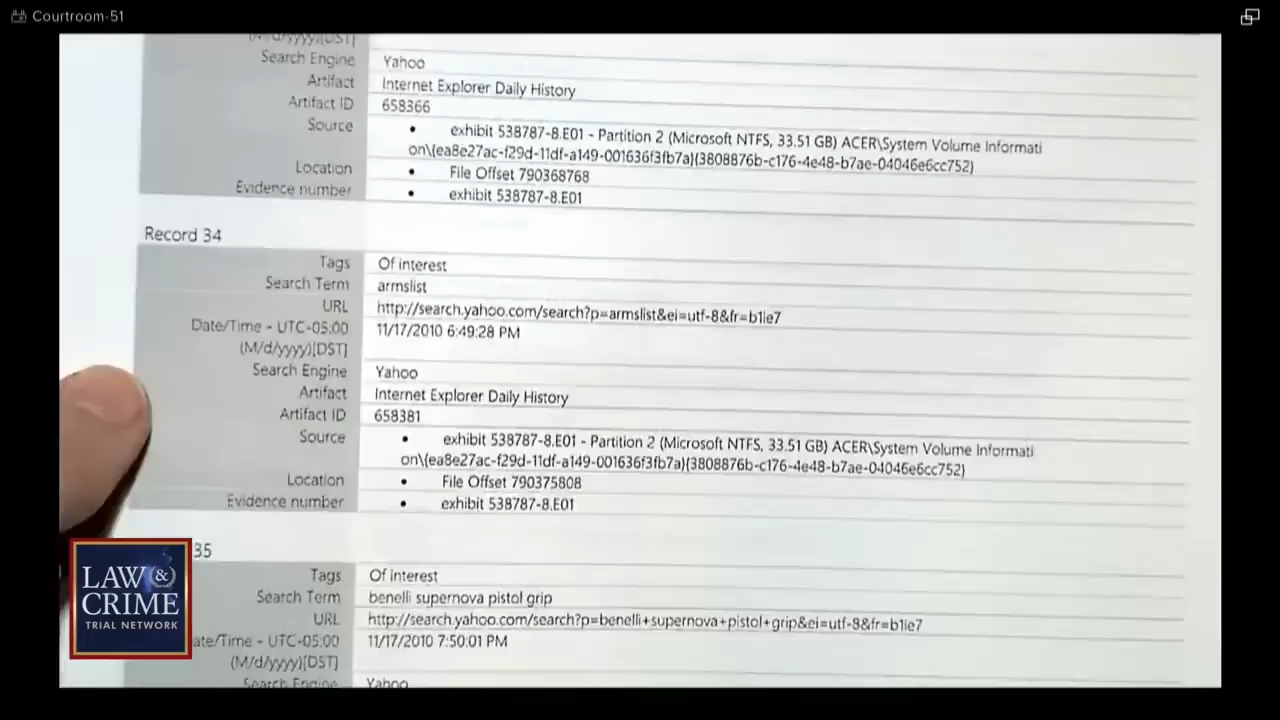 Courtroom-51
(M/d/yyyy)[DST]
Search Engine Yahoo
Artifact Internet Explorer Daily History
Artifact ID 658366
Source • exhibit 538787-8.E01 - Partition 2 (Microsoft NTFS, 33.51 GB) ACER\System Volume Informati
on\{ea8e27ac-f29d-11df-a149-001636f3fb7a}{3808876b-c176-4e48-b7ae-04046e6cc752}
Location • File Offset 790368768
Evidence number • exhibit 538787-8.E01
Record 34
Tags Of interest
Search Term armslist
URL http://search.yahoo.com/search?p=armslist&ei=utf-8&fr=b1ie7
Date/Time - UTC-05:00 11/17/2010 6:49:28 PM
(M/d/yyyy)[DST]
Search Engine Yahoo
Artifact Internet Explorer Daily History
Artifact ID 658381
Source • exhibit 538787-8.E01 - Partition 2 (Microsoft NTFS, 33.51 GB) ACER\System Volume Informati
on\{ea8e27ac-f29d-11df-a149-001636f3fb7a}{3808876b-c176-4e48-b7ae-04046e6cc752}
Location • File Offset 790375808
Evidence number • exhibit 538787-8.E01
35
Tags Of interest
Search Term benelli supernova pistol grip
URL http://search.yahoo.com/search?p=benelli+supernova+pistol+grip&ei=utf-8&fr=b1ie7
ate/Time - UTC-05:00 11/17/2010 7:50:01 PM
(M/d/yyyy)[DST]
Search Engine Yahoo
LAW &
CRIME
TRIAL NETWORK